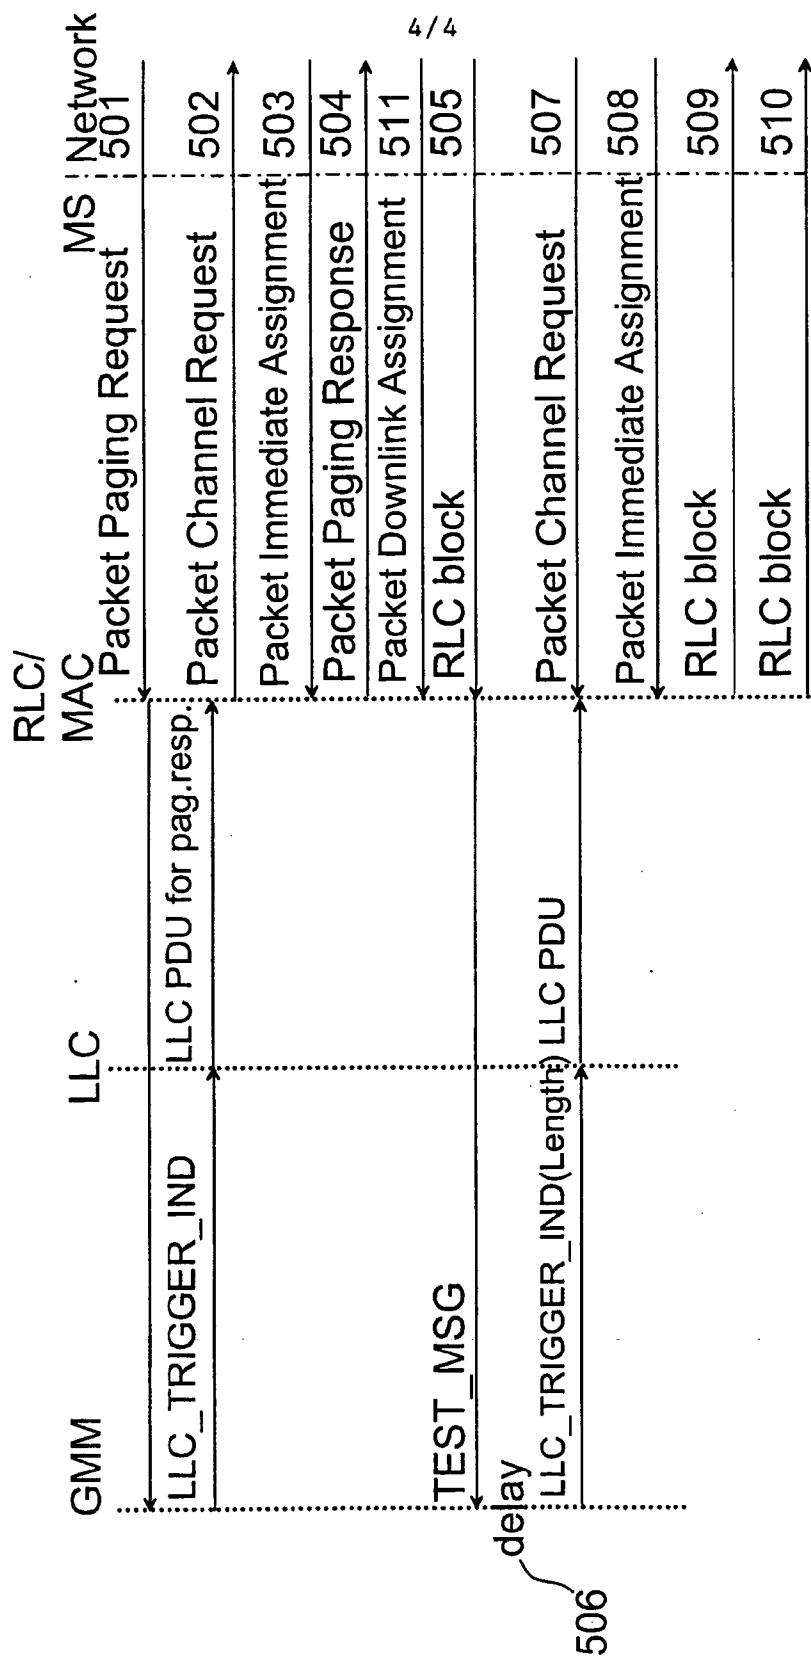 4/4
GMM
LLC
RLC/
MAC
MS
Network
Packet Paging Request
501
LLC_TRIGGER_IND
LLC PDU for pag.resp.
Packet Channel Request
502
Packet Immediate Assignment
503
Packet Paging Response
504
Packet Downlink Assignment
511
TEST_MSG
RLC block
505
delay
506
LLC_TRIGGER_IND(Length)
LLC PDU
Packet Channel Request
507
Packet Immediate Assignment
508
RLC block
509
RLC block
510